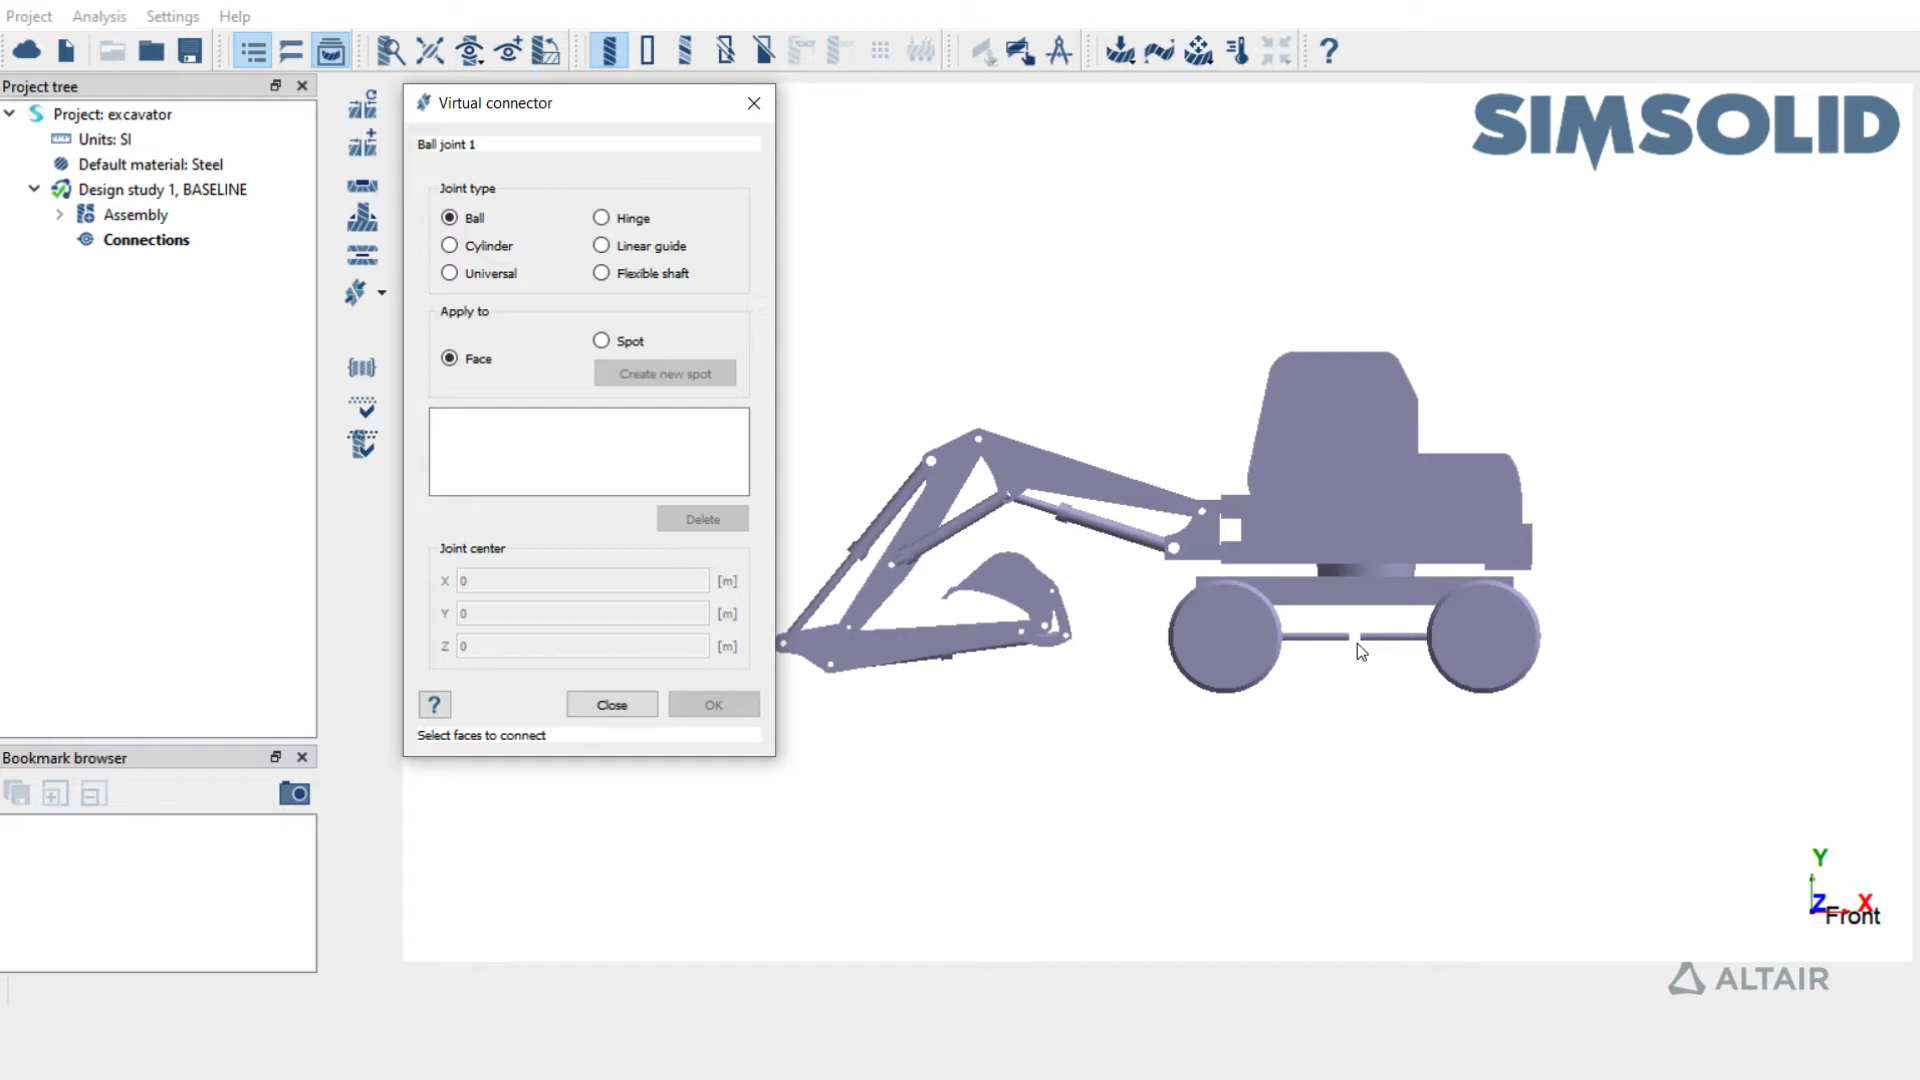 Project Analysis Settings Help
Project tree
Project: excavator
Units: SI
Default material: Steel
Design study 1, BASELINE
Assembly
Connections
Virtual connector
Ball joint 1
Joint type
Ball Hinge
Cylinder Linear guide
Universal Flexible shaft
Apply to
Spot
Face
Create new spot
Delete
Joint center
X 0 [m]
Y 0 [m]
Z 0 [m]
? Close OK
Select faces to connect
SIMSOLID
Bookmark browser
Y
Z X
Front
ALTAIR